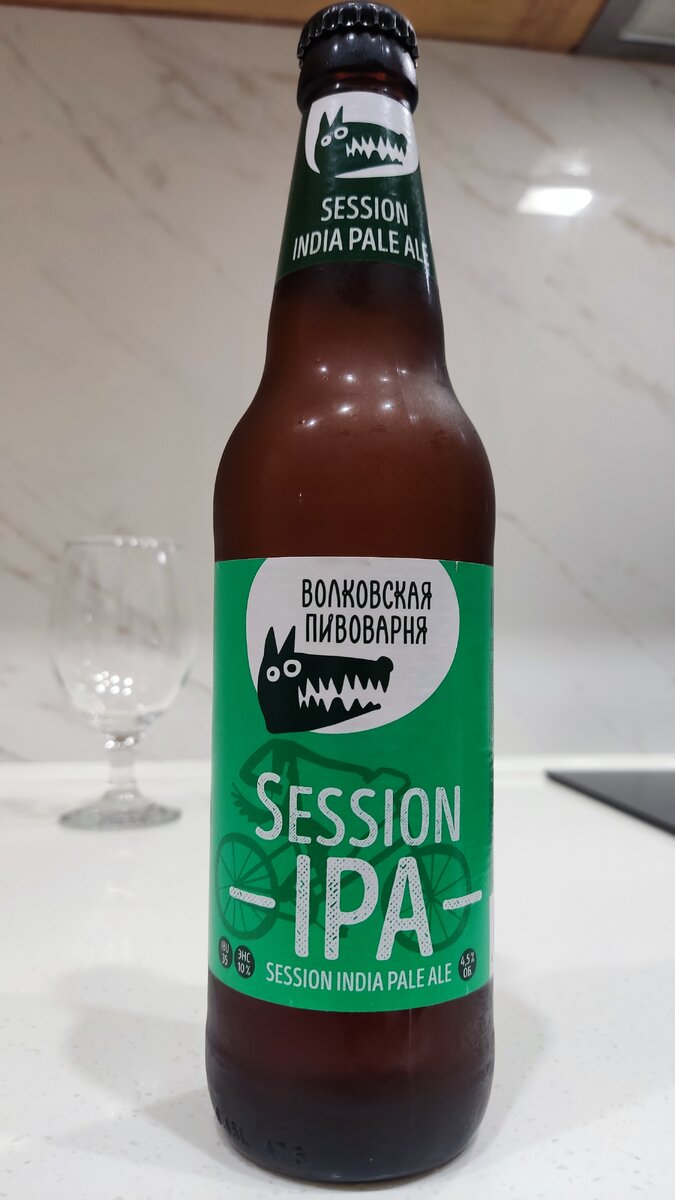 SESSION
INDIA PALE ALE
ВОЛКОВСКАЯ
ПИВОВАРНЯ
SESSION
IPA
IBU
35
ЭНС
10%
SESSION INDIA PALE ALE
4,5%
ОБ.